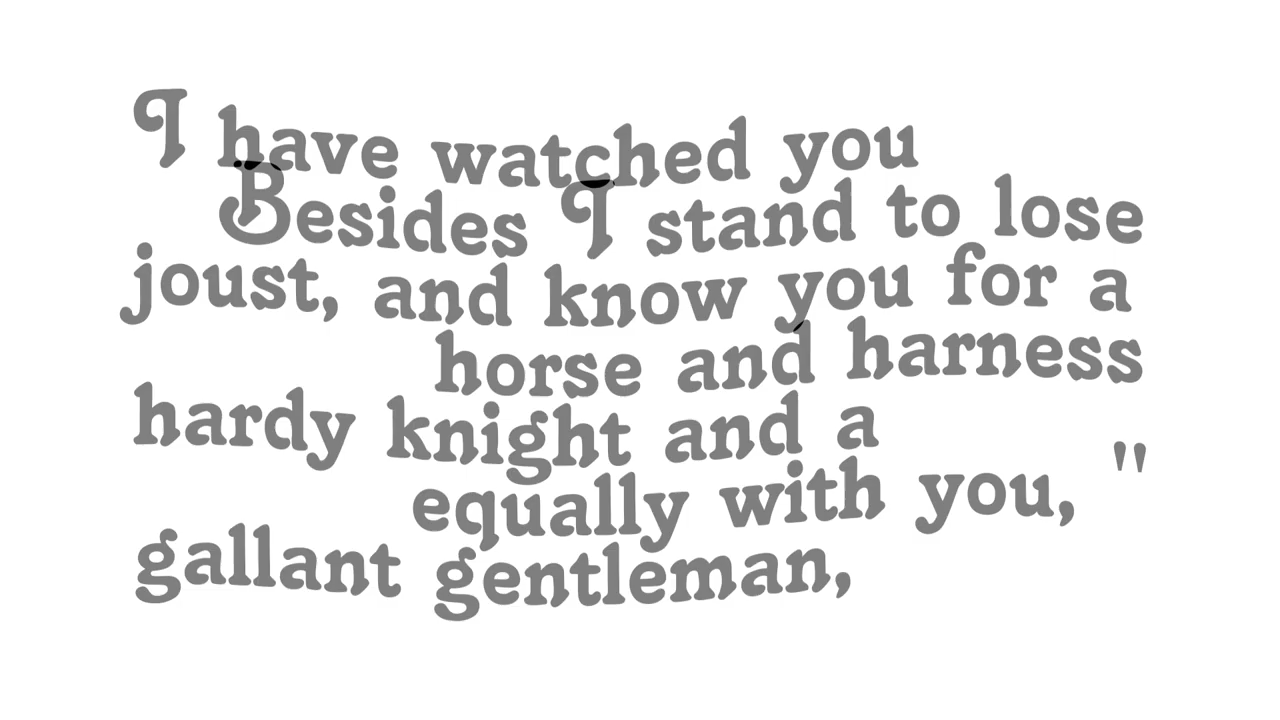 I have watched you
joust, and know you for a
hardy knight and a
gallant gentleman,
Besides I stand to lose
horse and harness
equally with you, "